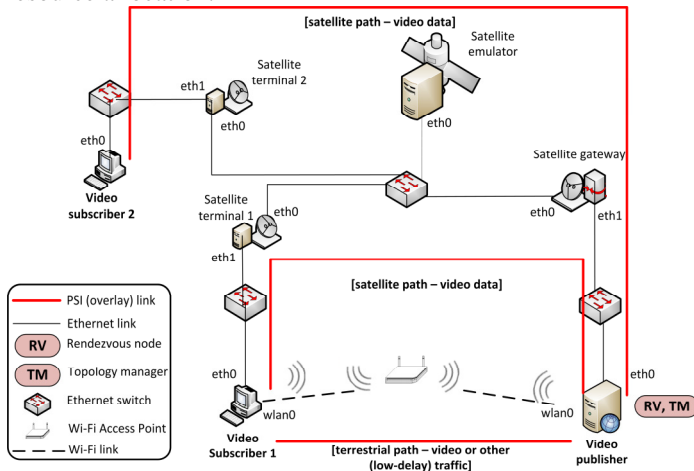 [satellite path – video data]
Satellite
emulator
Satellite
terminal 2
eth1
eth0
eth0
eth0
Video
subscriber 2
Satellite gateway
eth0
eth1
Satellite
terminal 1
eth0
eth1
[satellite path – video data]
PSI (overlay) link
Ethernet link
RV Rendezvous node
TM Topology manager
Ethernet switch
Wi-Fi Access Point
Wi-Fi link
eth0
wlan0
Video
Subscriber 1
eth0
wlan0
RV, TM
Video
publisher
[terrestrial path – video or other
(low-delay) traffic]